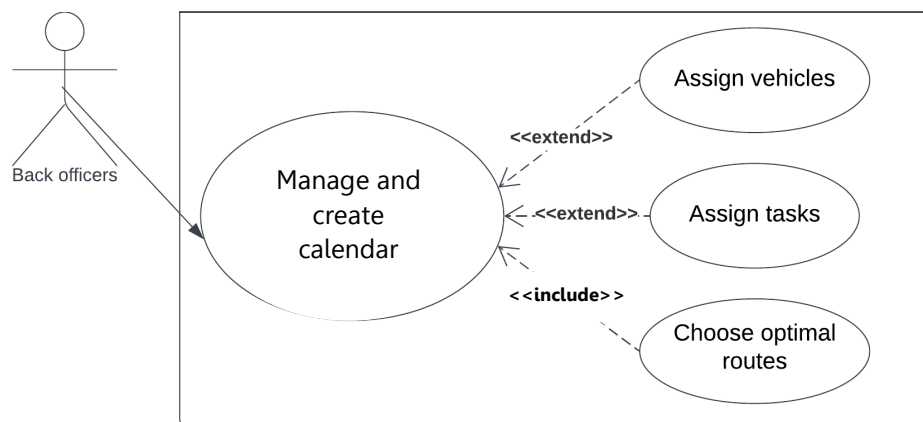 Back officers
Manage and
create
calendar
<<extend>>
<<extend>>
<<include>>
Assign vehicles
Assign tasks
Choose optimal
routes